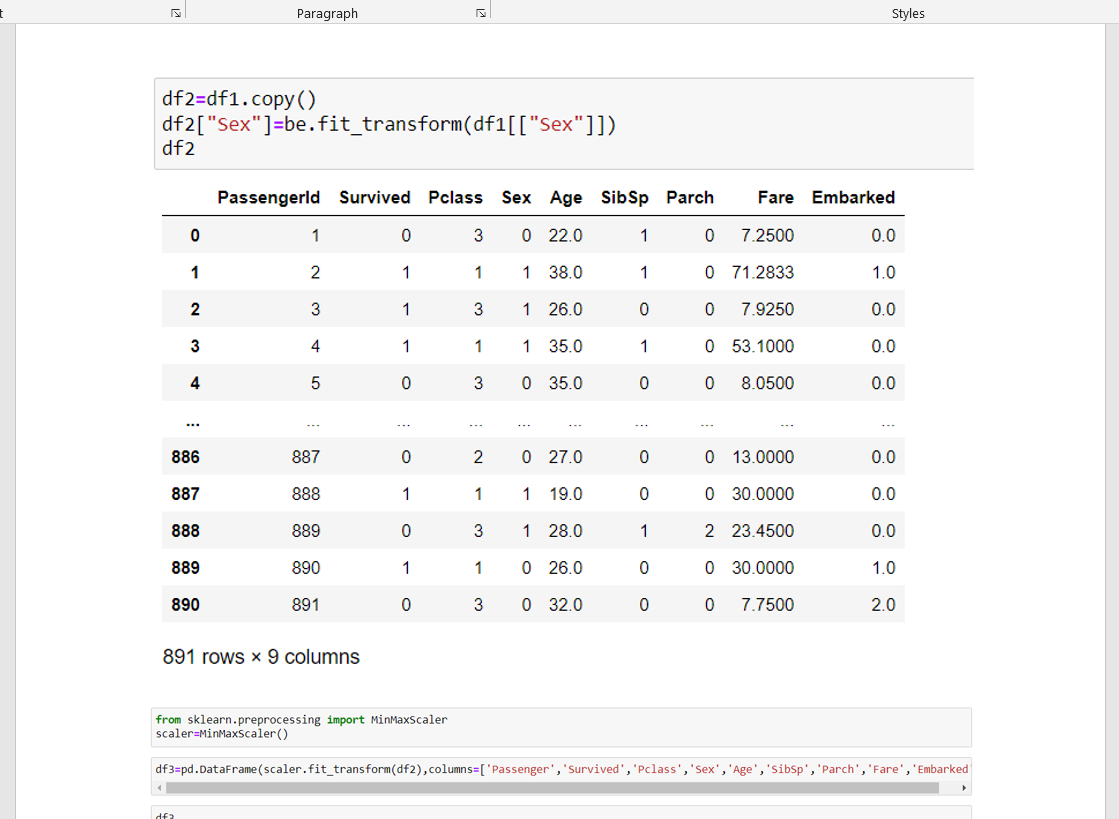 t Paragraph Styles
df2=df1.copy()
df2["Sex"]=be.fit_transform(df1[["Sex"]])
df2
PassengerId Survived Pclass Sex Age SibSp Parch Fare Embarked
0 1 0 3 0 22.0 1 0 7.2500 0.0
1 2 1 1 1 38.0 1 0 71.2833 1.0
2 3 1 3 1 26.0 0 0 7.9250 0.0
3 4 1 1 1 35.0 1 0 53.1000 0.0
4 5 0 3 0 35.0 0 0 8.0500 0.0
... ... ... ... ... ... ... ... ... ...
886 887 0 2 0 27.0 0 0 13.0000 0.0
887 888 1 1 1 19.0 0 0 30.0000 0.0
888 889 0 3 1 28.0 1 2 23.4500 0.0
889 890 1 1 0 26.0 0 0 30.0000 1.0
890 891 0 3 0 32.0 0 0 7.7500 2.0
891 rows × 9 columns
from sklearn.preprocessing import MinMaxScaler
scaler=MinMaxScaler()
df3=pd.DataFrame(scaler.fit_transform(df2),columns=['Passenger','Survived','Pclass','Sex','Age','SibSp','Parch','Fare','Embarked'
df3